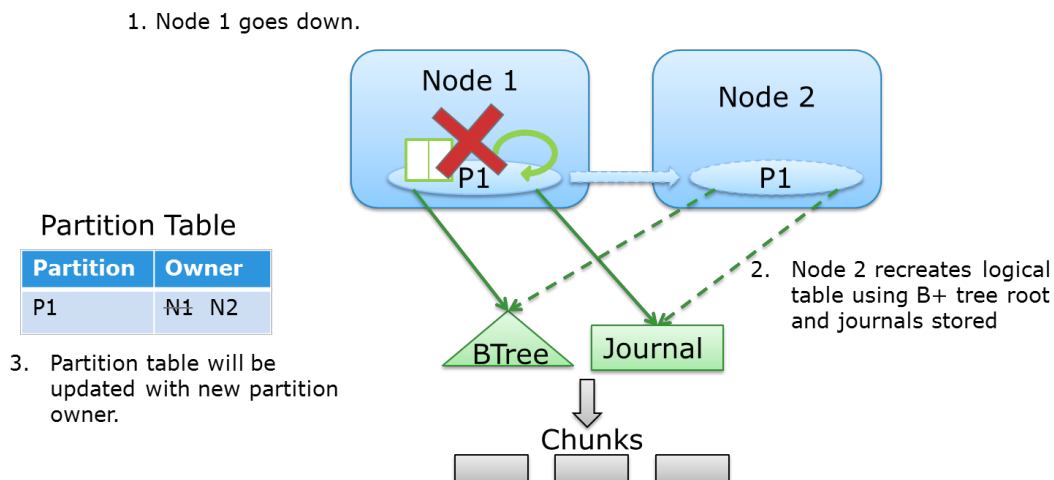 1. Node 1 goes down.
Node 1
Node 2
P1
P1
Partition Table
Partition Owner
P1 N1 N2
2. Node 2 recreates logical
table using B+ tree root
and journals stored
BTree
Journal
3. Partition table will be
updated with new partition
owner.
Chunks